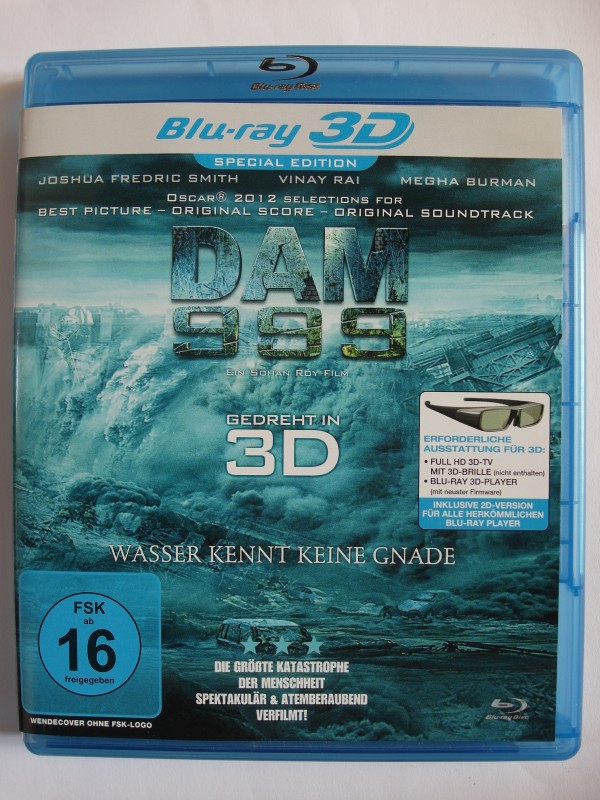 Blu-ray Disc
Blu-ray 3D
SPECIAL EDITION
JOSHUA FREDRIC SMITH VINAY RAI MEGHA BURMAN
OSCAR® 2012 SELECTIONS FOR
BEST PICTURE – ORIGINAL SCORE – ORIGINAL SOUNDTRACK
DAM
999
EIN SOHAN ROY FILM
GEDREHT IN
3D
ERFORDERLICHE
AUSSTATTUNG FÜR 3D:
• FULL HD 3D-TV
MIT 3D-BRILLE (nicht enthalten)
• BLU-RAY 3D-PLAYER
(mit neuster Firmware)
INKLUSIVE 2D-VERSION
FÜR ALLE HERKÖMMLICHEN
BLU-RAY PLAYER
WASSER KENNT KEINE GNADE
FSK
ab
16
freigegeben
DIE GRÖßTE KATASTROPHE
DER MENSCHHEIT
SPEKTAKULÄR & ATEMBERAUBEND
VERFILMT!
WENDECOVER OHNE FSK-LOGO
Blu-ray Disc